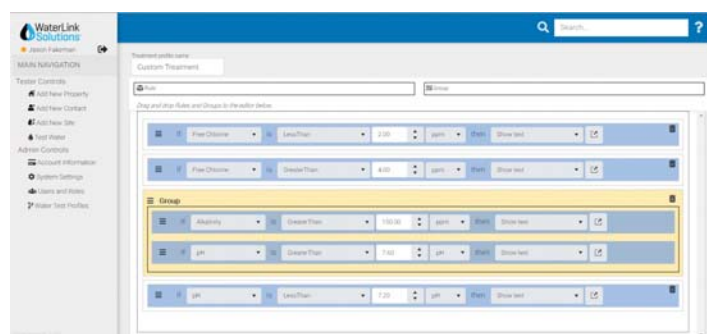 WaterLink
Solutions
Search...
?
Jason Fakeman
MAIN NAVIGATION
Tester Controls
Add New Property
Add New Contact
Add New Site
Test Water
Admin Controls
Account Information
System Settings
Users and Roles
Water Test Profiles
Treatment profile name
Custom Treatment
Rule
Group
Drag and drop Rules and Groups to the editor below.
If Free Chlorine is LessThan 2.00 ppm then Show text
If Free Chlorine is GreaterThan 4.00 ppm then Show text
Group
If Alkalinity is GreaterThan 100.00 ppm then Show text
If pH is GreaterThan 7.60 pH then Show text
If pH is LessThan 7.20 pH then Show text